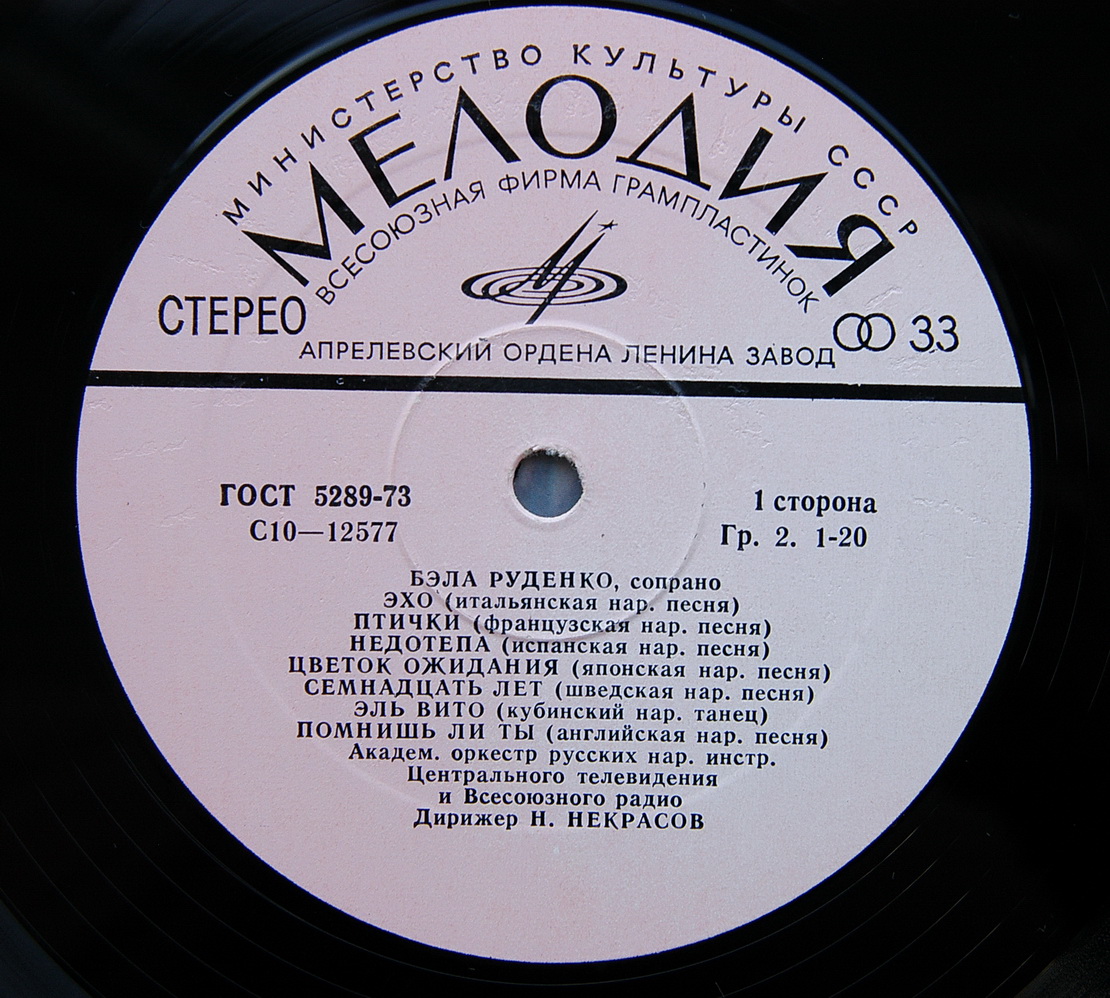 МИНИСТЕРСТВО КУЛЬТУРЫ СССР
МЕЛОДИЯ
ВСЕСОЮЗНАЯ ФИРМА ГРАМПЛАСТИНОК
СТЕРЕО
33
АПРЕЛЕВСКИЙ ОРДЕНА ЛЕНИНА ЗАВОД
ГОСТ 5289-73
С10—12577
1 сторона
Гр. 2. 1-20
БЭЛА РУДЕНКО, сопрано
ЭХО (итальянская нар. песня)
ПТИЧКИ (французская нар. песня)
НЕДОТЕПА (испанская нар. песня)
ЦВЕТОК ОЖИДАНИЯ (японская нар. песня)
СЕМНАДЦАТЬ ЛЕТ (шведская нар. песня)
ЭЛЬ ВИТО (кубинский нар. танец)
ПОМНИШЬ ЛИ ТЫ (английская нар. песня)
Академ. оркестр русских нар. инстр.
Центрального телевидения
и Всесоюзного радио
Дирижер Н. НЕКРАСОВ